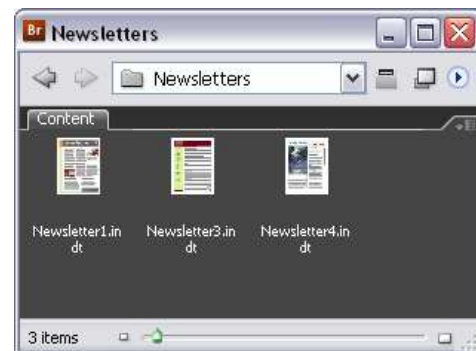 Br Newsletters
Newsletters
Content
Newsletter1.in
dt
Newsletter3.in
dt
Newsletter4.in
dt
3 items